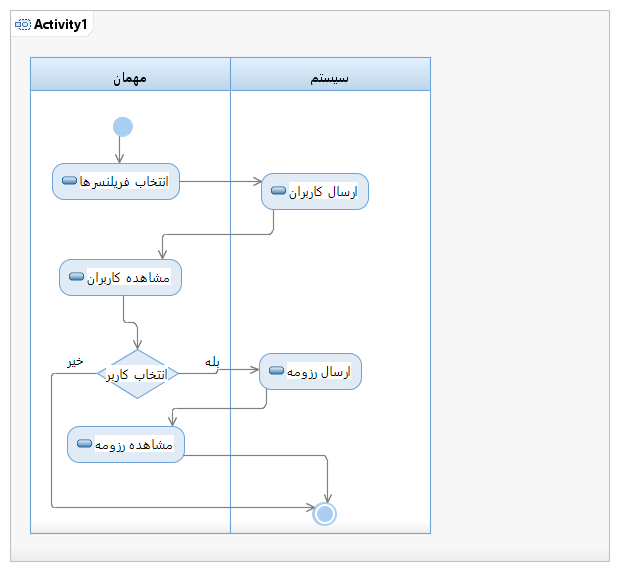 Activity1
مهمان
سیستم
انتخاب فریلنسرها
ارسال کاربران
مشاهده کاربران
خیر
بله
انتخاب کاربر
ارسال رزومه
مشاهده رزومه